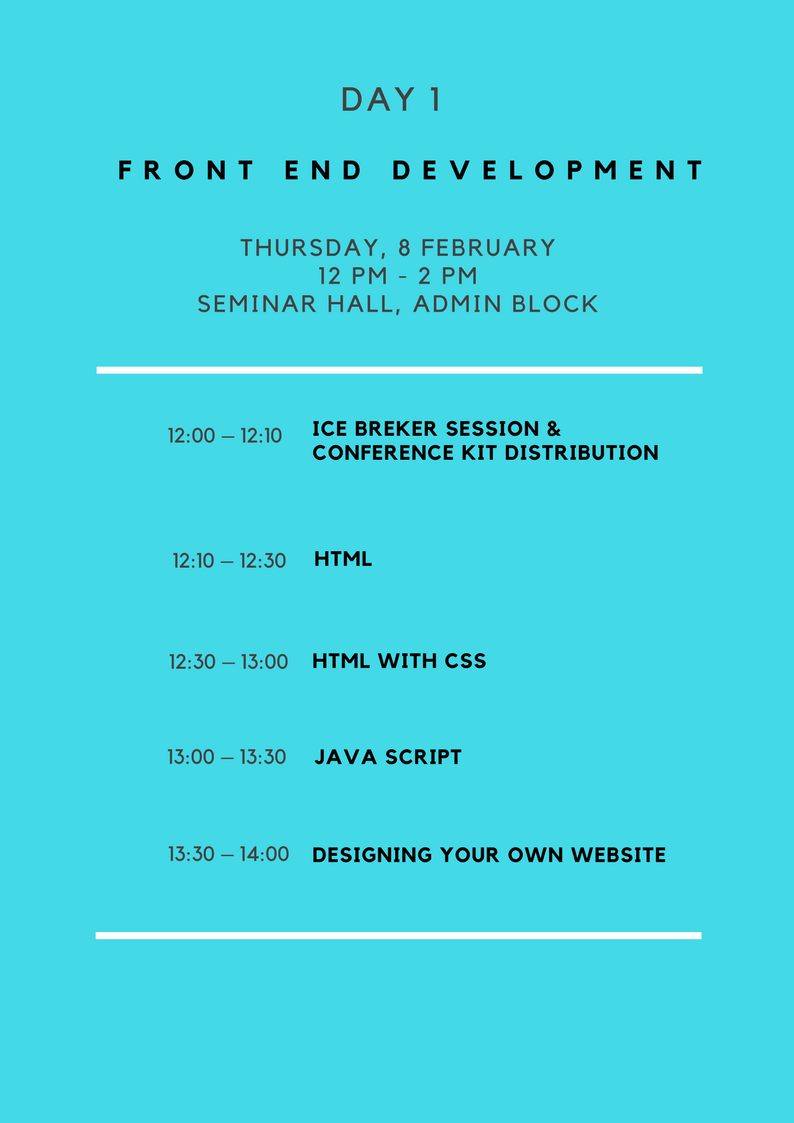 DAY 1
FRONT END DEVELOPMENT
THURSDAY, 8 FEBRUARY
12 PM - 2 PM
SEMINAR HALL, ADMIN BLOCK
12:00 – 12:10 ICE BREKER SESSION &
CONFERENCE KIT DISTRIBUTION
12:10 – 12:30 HTML
12:30 – 13:00 HTML WITH CSS
13:00 – 13:30 JAVA SCRIPT
13:30 – 14:00 DESIGNING YOUR OWN WEBSITE